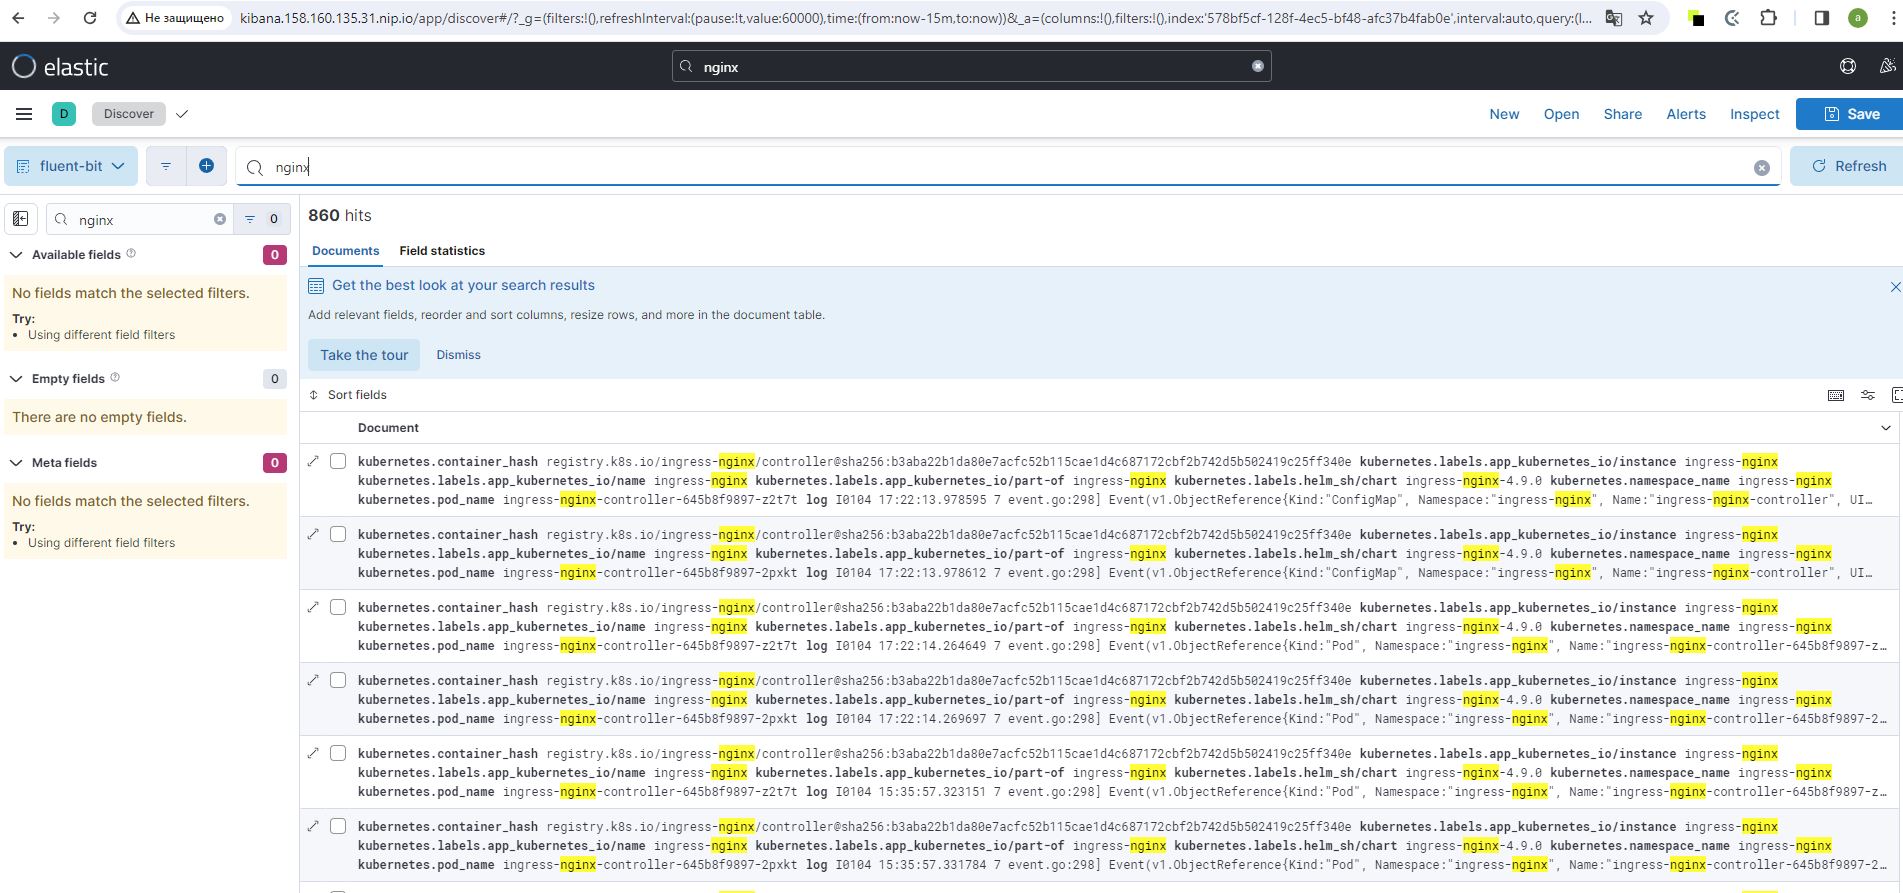 Не защищено kibana.158.160.135.31.nip.io/app/discover#/?_g=(filters:!(),refreshInterval:(pause:!t,value:60000),time:(from:now-15m,to:now))&_a=(columns:!(),filters:!(),index:'578bf5cf-128f-4ec5-bf48-afc37b4fab0e',interval:auto,query:(l... a
elastic nginx
D Discover New Open Share Alerts Inspect Save
fluent-bit nginx Refresh
nginx 0
860 hits
Available fields 0
Documents Field statistics
No fields match the selected filters.
Try:
• Using different field filters
Get the best look at your search results
Add relevant fields, reorder and sort columns, resize rows, and more in the document table.
Take the tour Dismiss
Empty fields 0
There are no empty fields.
Sort fields
Document
Meta fields 0
No fields match the selected filters.
Try:
• Using different field filters
kubernetes.container_hash registry.k8s.io/ingress-nginx/controller@sha256:b3aba22b1da80e7acfc52b115cae1d4c687172cbf2b742d5b502419c25ff340e kubernetes.labels.app_kubernetes_io/instance ingress-nginx
kubernetes.labels.app_kubernetes_io/name ingress-nginx kubernetes.labels.app_kubernetes_io/part-of ingress-nginx kubernetes.labels.helm_sh/chart ingress-nginx-4.9.0 kubernetes.namespace_name ingress-nginx
kubernetes.pod_name ingress-nginx-controller-645b8f9897-z2t7t log I0104 17:22:13.978595 7 event.go:298] Event(v1.ObjectReference{Kind:"ConfigMap", Namespace:"ingress-nginx", Name:"ingress-nginx-controller", UI…
kubernetes.container_hash registry.k8s.io/ingress-nginx/controller@sha256:b3aba22b1da80e7acfc52b115cae1d4c687172cbf2b742d5b502419c25ff340e kubernetes.labels.app_kubernetes_io/instance ingress-nginx
kubernetes.labels.app_kubernetes_io/name ingress-nginx kubernetes.labels.app_kubernetes_io/part-of ingress-nginx kubernetes.labels.helm_sh/chart ingress-nginx-4.9.0 kubernetes.namespace_name ingress-nginx
kubernetes.pod_name ingress-nginx-controller-645b8f9897-2pxkt log I0104 17:22:13.978612 7 event.go:298] Event(v1.ObjectReference{Kind:"ConfigMap", Namespace:"ingress-nginx", Name:"ingress-nginx-controller", UI…
kubernetes.container_hash registry.k8s.io/ingress-nginx/controller@sha256:b3aba22b1da80e7acfc52b115cae1d4c687172cbf2b742d5b502419c25ff340e kubernetes.labels.app_kubernetes_io/instance ingress-nginx
kubernetes.labels.app_kubernetes_io/name ingress-nginx kubernetes.labels.app_kubernetes_io/part-of ingress-nginx kubernetes.labels.helm_sh/chart ingress-nginx-4.9.0 kubernetes.namespace_name ingress-nginx
kubernetes.pod_name ingress-nginx-controller-645b8f9897-z2t7t log I0104 17:22:14.264649 7 event.go:298] Event(v1.ObjectReference{Kind:"Pod", Namespace:"ingress-nginx", Name:"ingress-nginx-controller-645b8f9897-z…
kubernetes.container_hash registry.k8s.io/ingress-nginx/controller@sha256:b3aba22b1da80e7acfc52b115cae1d4c687172cbf2b742d5b502419c25ff340e kubernetes.labels.app_kubernetes_io/instance ingress-nginx
kubernetes.labels.app_kubernetes_io/name ingress-nginx kubernetes.labels.app_kubernetes_io/part-of ingress-nginx kubernetes.labels.helm_sh/chart ingress-nginx-4.9.0 kubernetes.namespace_name ingress-nginx
kubernetes.pod_name ingress-nginx-controller-645b8f9897-2pxkt log I0104 17:22:14.269697 7 event.go:298] Event(v1.ObjectReference{Kind:"Pod", Namespace:"ingress-nginx", Name:"ingress-nginx-controller-645b8f9897-2…
kubernetes.container_hash registry.k8s.io/ingress-nginx/controller@sha256:b3aba22b1da80e7acfc52b115cae1d4c687172cbf2b742d5b502419c25ff340e kubernetes.labels.app_kubernetes_io/instance ingress-nginx
kubernetes.labels.app_kubernetes_io/name ingress-nginx kubernetes.labels.app_kubernetes_io/part-of ingress-nginx kubernetes.labels.helm_sh/chart ingress-nginx-4.9.0 kubernetes.namespace_name ingress-nginx
kubernetes.pod_name ingress-nginx-controller-645b8f9897-z2t7t log I0104 15:35:57.323151 7 event.go:298] Event(v1.ObjectReference{Kind:"Pod", Namespace:"ingress-nginx", Name:"ingress-nginx-controller-645b8f9897-z…
kubernetes.container_hash registry.k8s.io/ingress-nginx/controller@sha256:b3aba22b1da80e7acfc52b115cae1d4c687172cbf2b742d5b502419c25ff340e kubernetes.labels.app_kubernetes_io/instance ingress-nginx
kubernetes.labels.app_kubernetes_io/name ingress-nginx kubernetes.labels.app_kubernetes_io/part-of ingress-nginx kubernetes.labels.helm_sh/chart ingress-nginx-4.9.0 kubernetes.namespace_name ingress-nginx
kubernetes.pod_name ingress-nginx-controller-645b8f9897-2pxkt log I0104 15:35:57.331784 7 event.go:298] Event(v1.ObjectReference{Kind:"Pod", Namespace:"ingress-nginx", Name:"ingress-nginx-controller-645b8f9897-2…